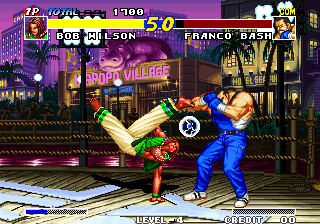 1P TOTAL 1700
COM
50
BOB WILSON
FRANCO BASH
PAOPAO VILLAGE
LEVEL-4
CREDIT 00